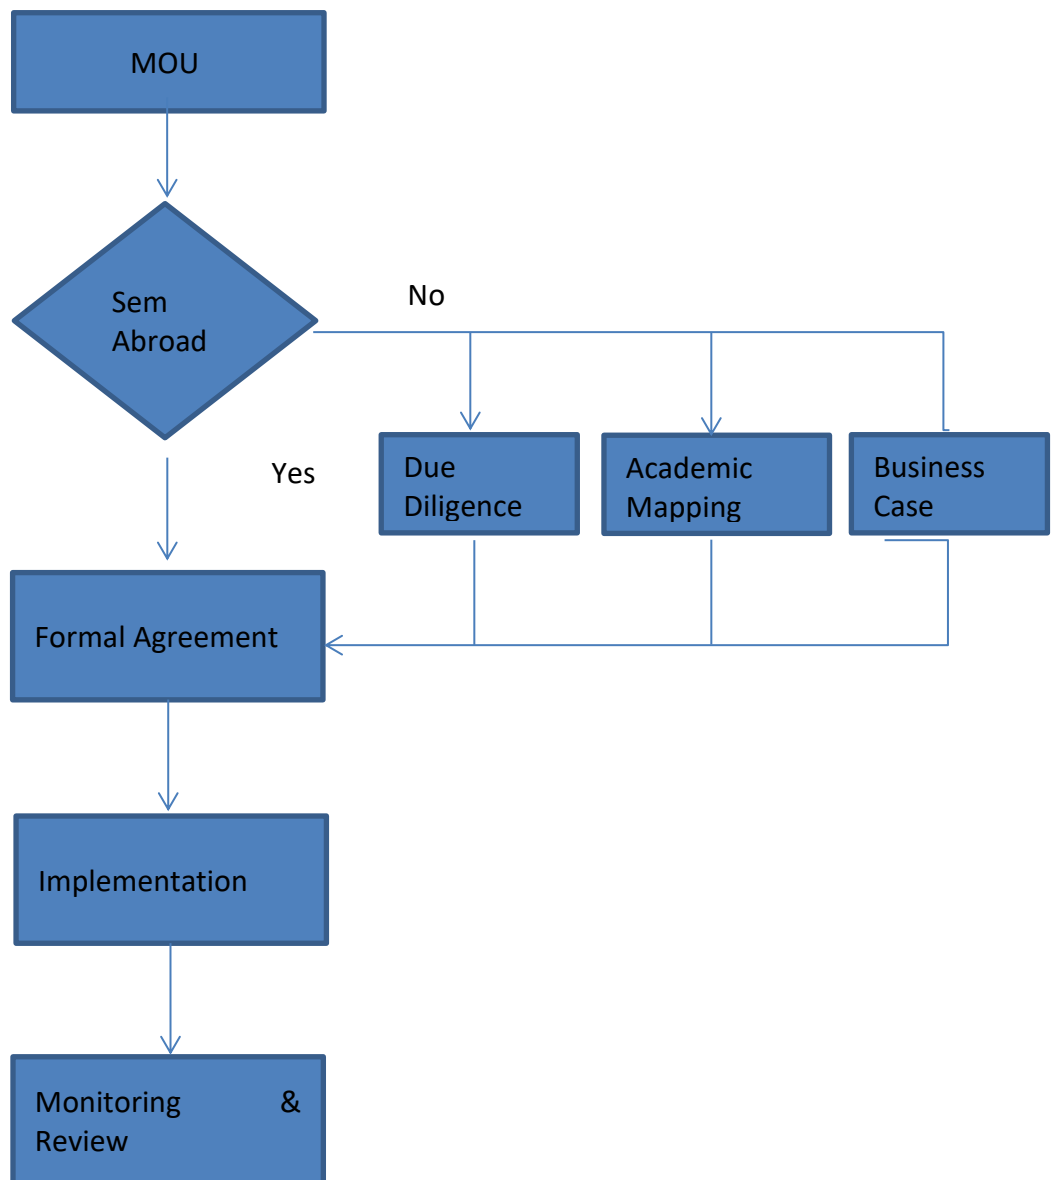 MOU
Sem
Abroad
No
Yes
Due
Diligence
Academic
Mapping
Business
Case
Formal Agreement
Implementation
Monitoring &
Review